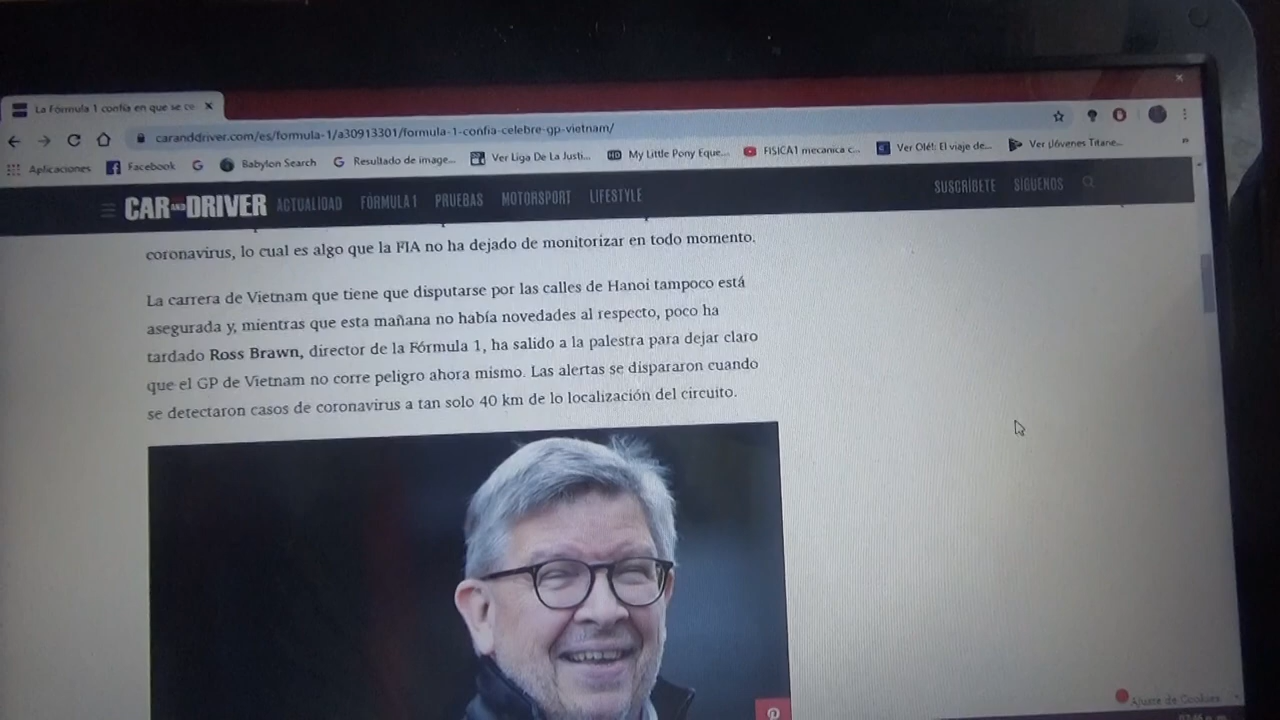 La Fórmula 1 confía en que se ce
caranddriver.com/es/formula-1/a30913301/formula-1-confia-celebre-gp-vietnam/
Aplicaciones Facebook Babylon Search Resultado de image... Ver Liga De La Justi... My Little Pony Eque... FISICA1 mecanica c... Ver Olé!: El viaje de... Ver ¡Jóvenes Titane...
CAR AND DRIVER ACTUALIDAD FÓRMULA 1 PRUEBAS MOTORSPORT LIFESTYLE SUSCRÍBETE SÍGUENOS
coronavirus, lo cual es algo que la FIA no ha dejado de monitorizar en todo momento.
La carrera de Vietnam que tiene que disputarse por las calles de Hanoi tampoco está
asegurada y, mientras que esta mañana no había novedades al respecto, poco ha
tardado Ross Brawn, director de la Fórmula 1, ha salido a la palestra para dejar claro
que el GP de Vietnam no corre peligro ahora mismo. Las alertas se dispararon cuando
se detectaron casos de coronavirus a tan solo 40 km de lo localización del circuito.
Ajuste de Cookies